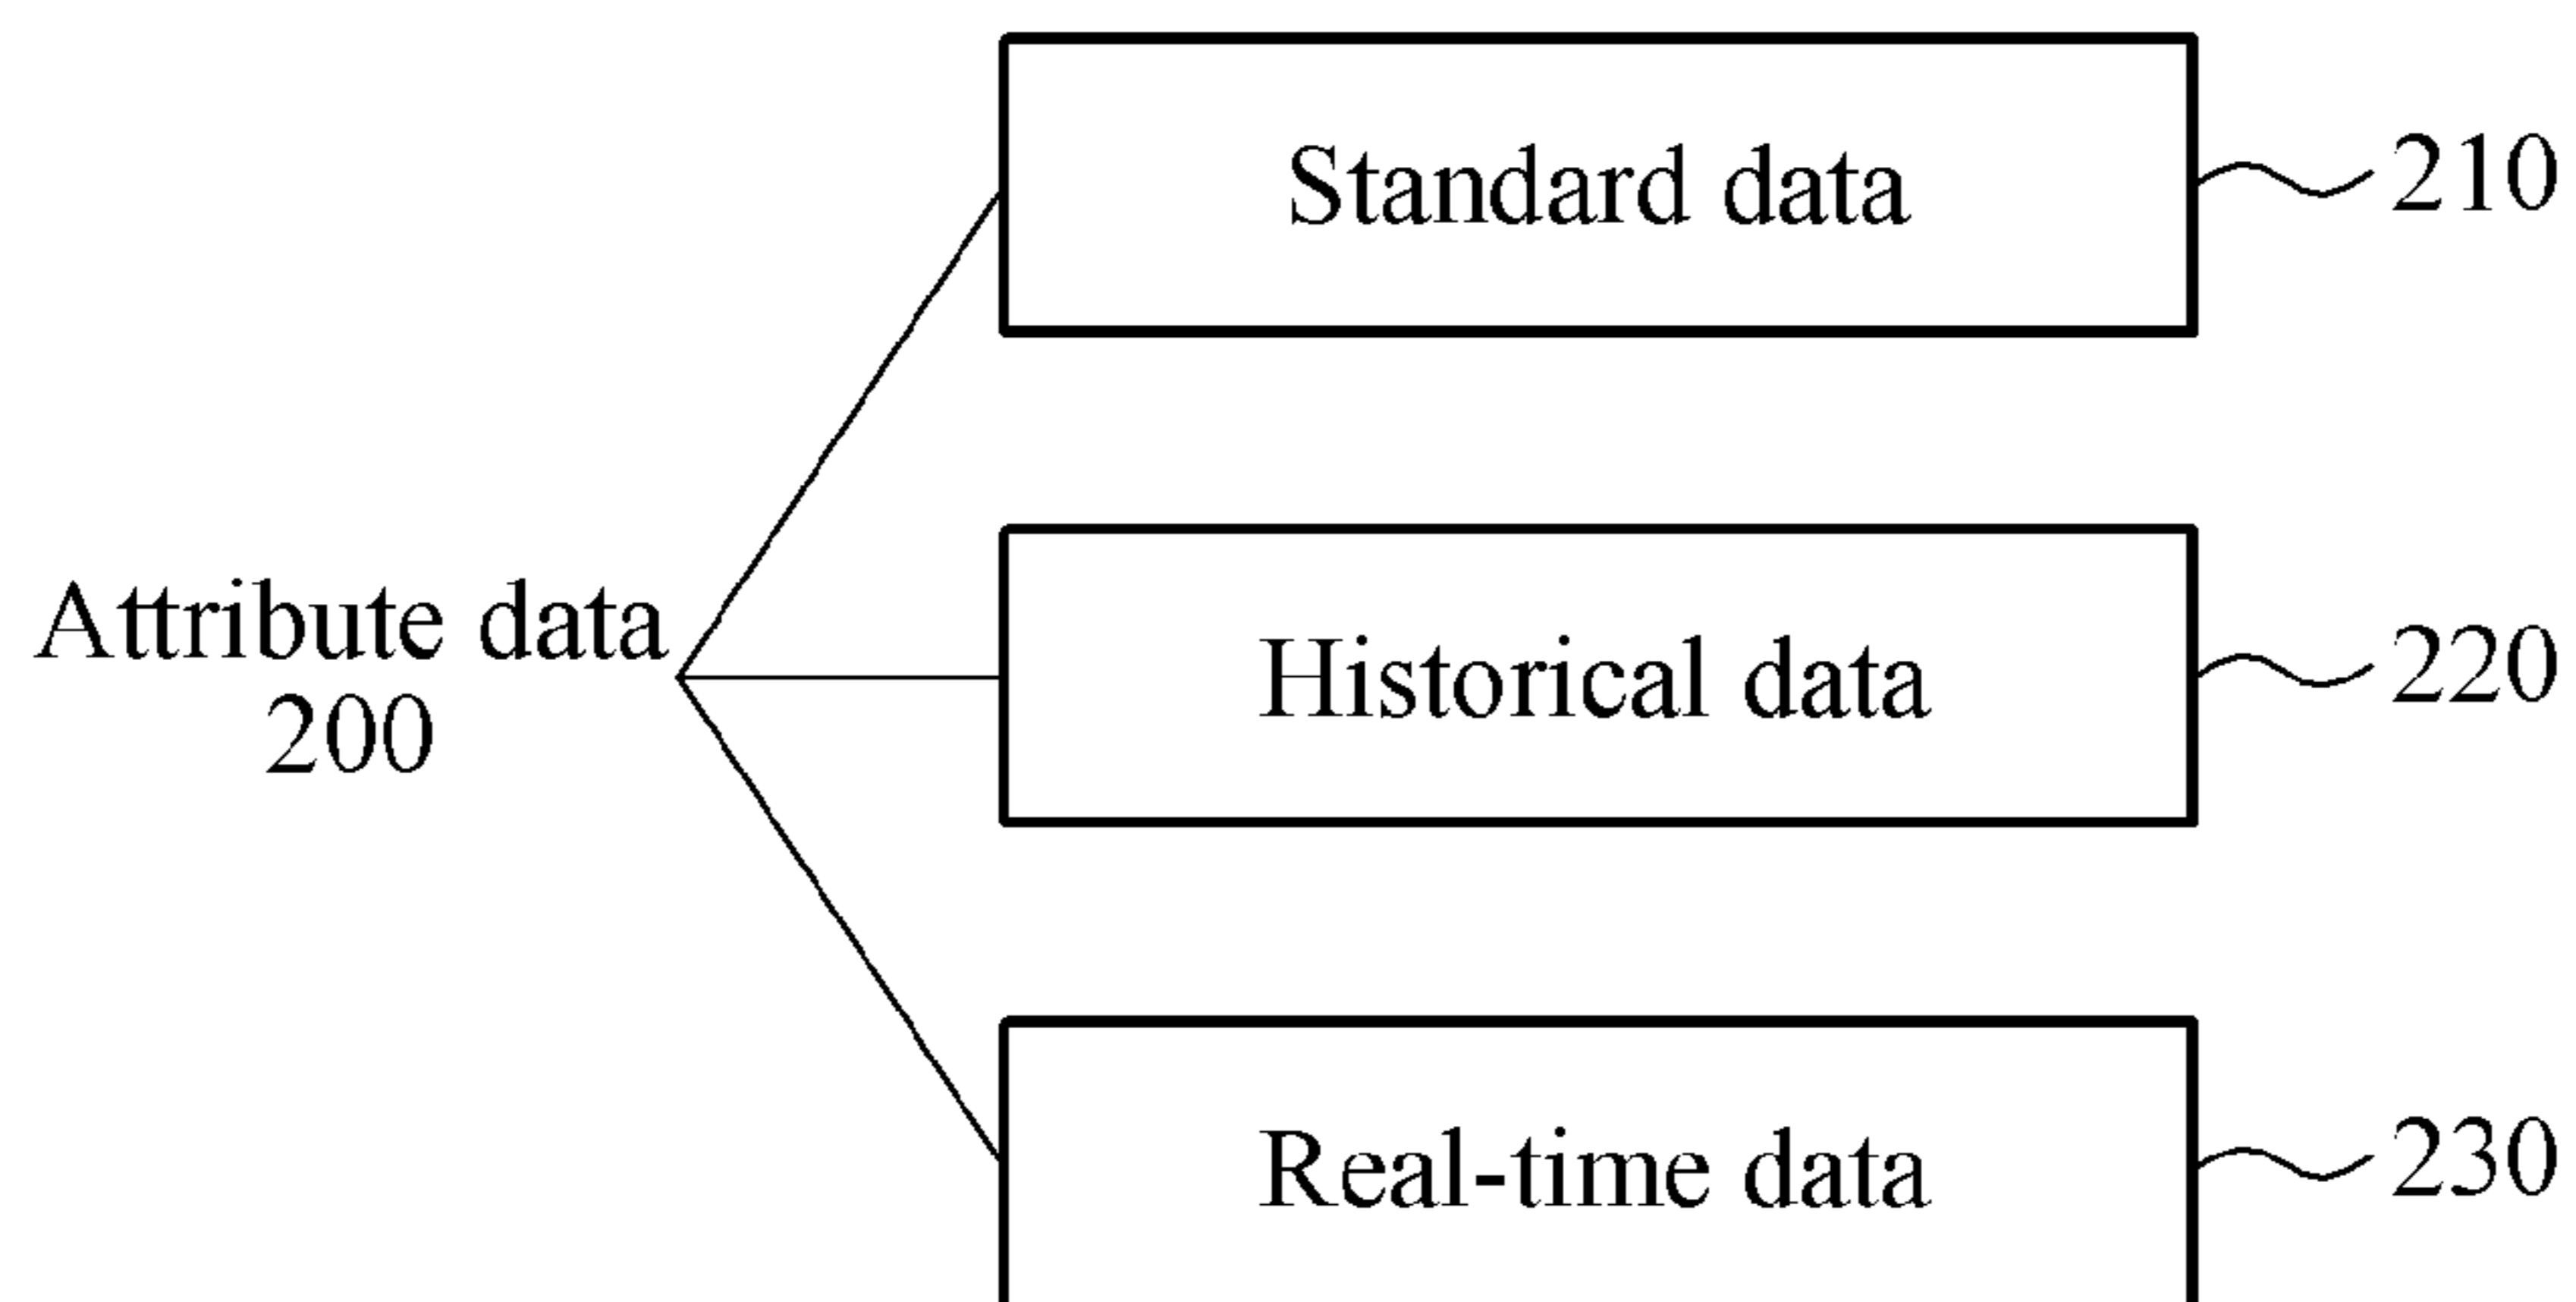 Standard data
210
Attribute data
200
Historical data
220
Real-time data
230